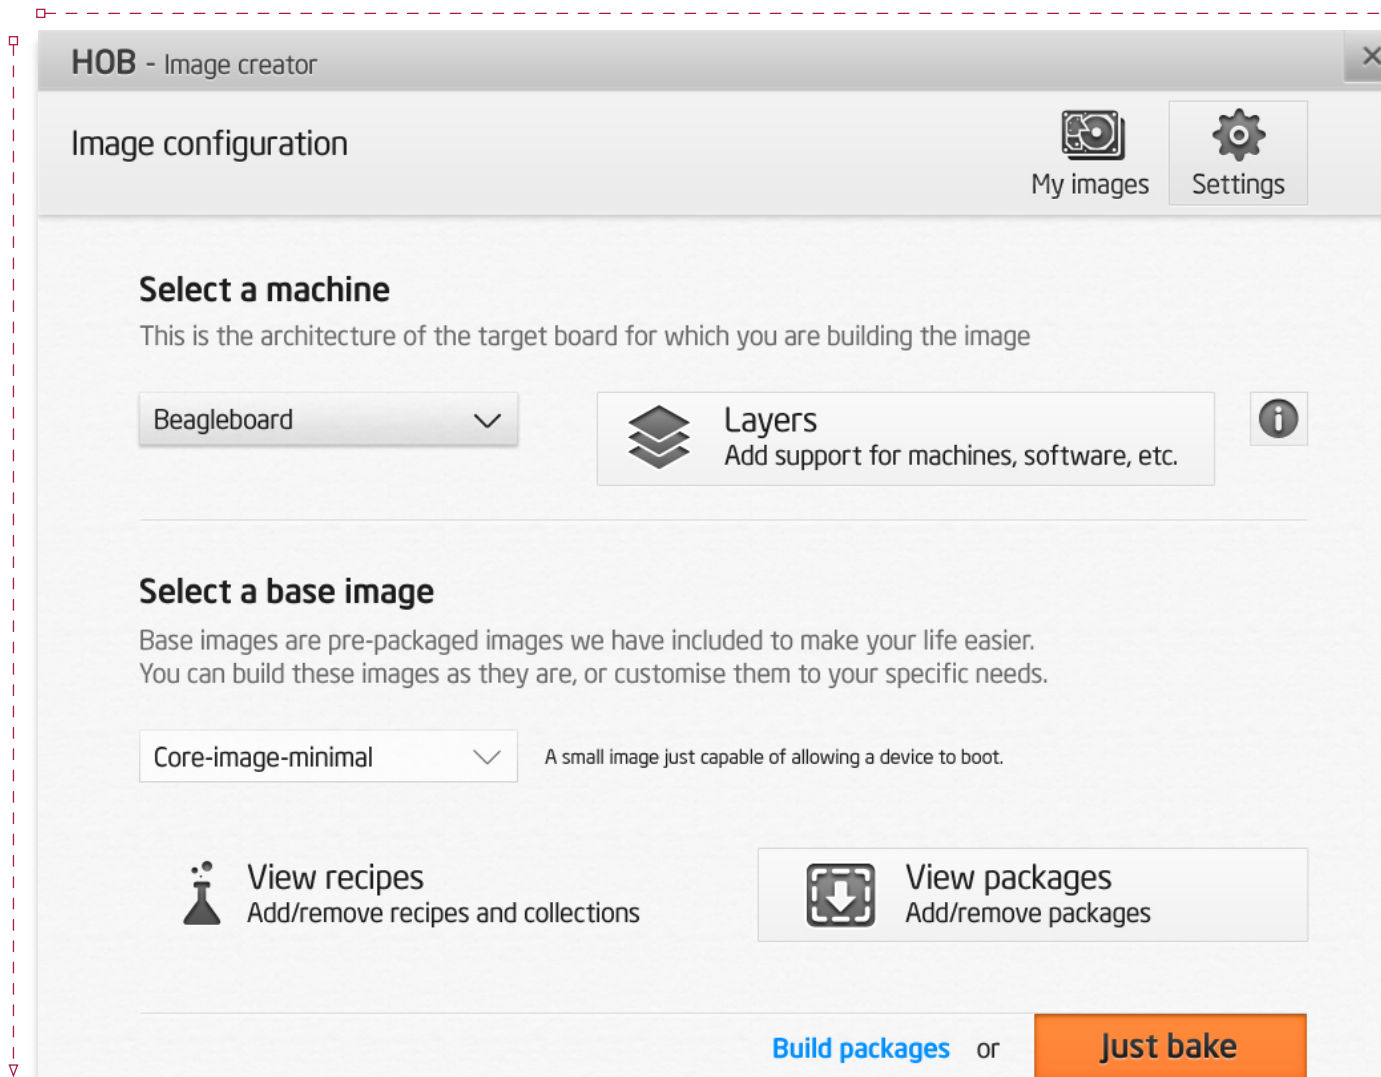 HOB - Image creator
Image configuration
My images
Settings
Select a machine
This is the architecture of the target board for which you are building the image
Beagleboard
Layers
Add support for machines, software, etc.
Select a base image
Base images are pre-packaged images we have included to make your life easier.
You can build these images as they are, or customise them to your specific needs.
Core-image-minimal
A small image just capable of allowing a device to boot.
View recipes
Add/remove recipes and collections
View packages
Add/remove packages
Build packages or
Just bake